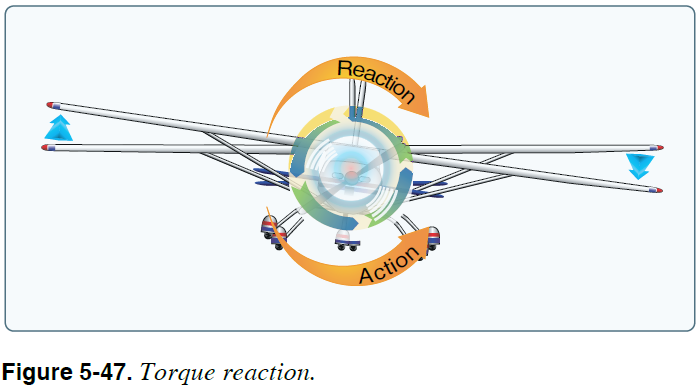 Reaction
Action
Figure 5-47. Torque reaction.